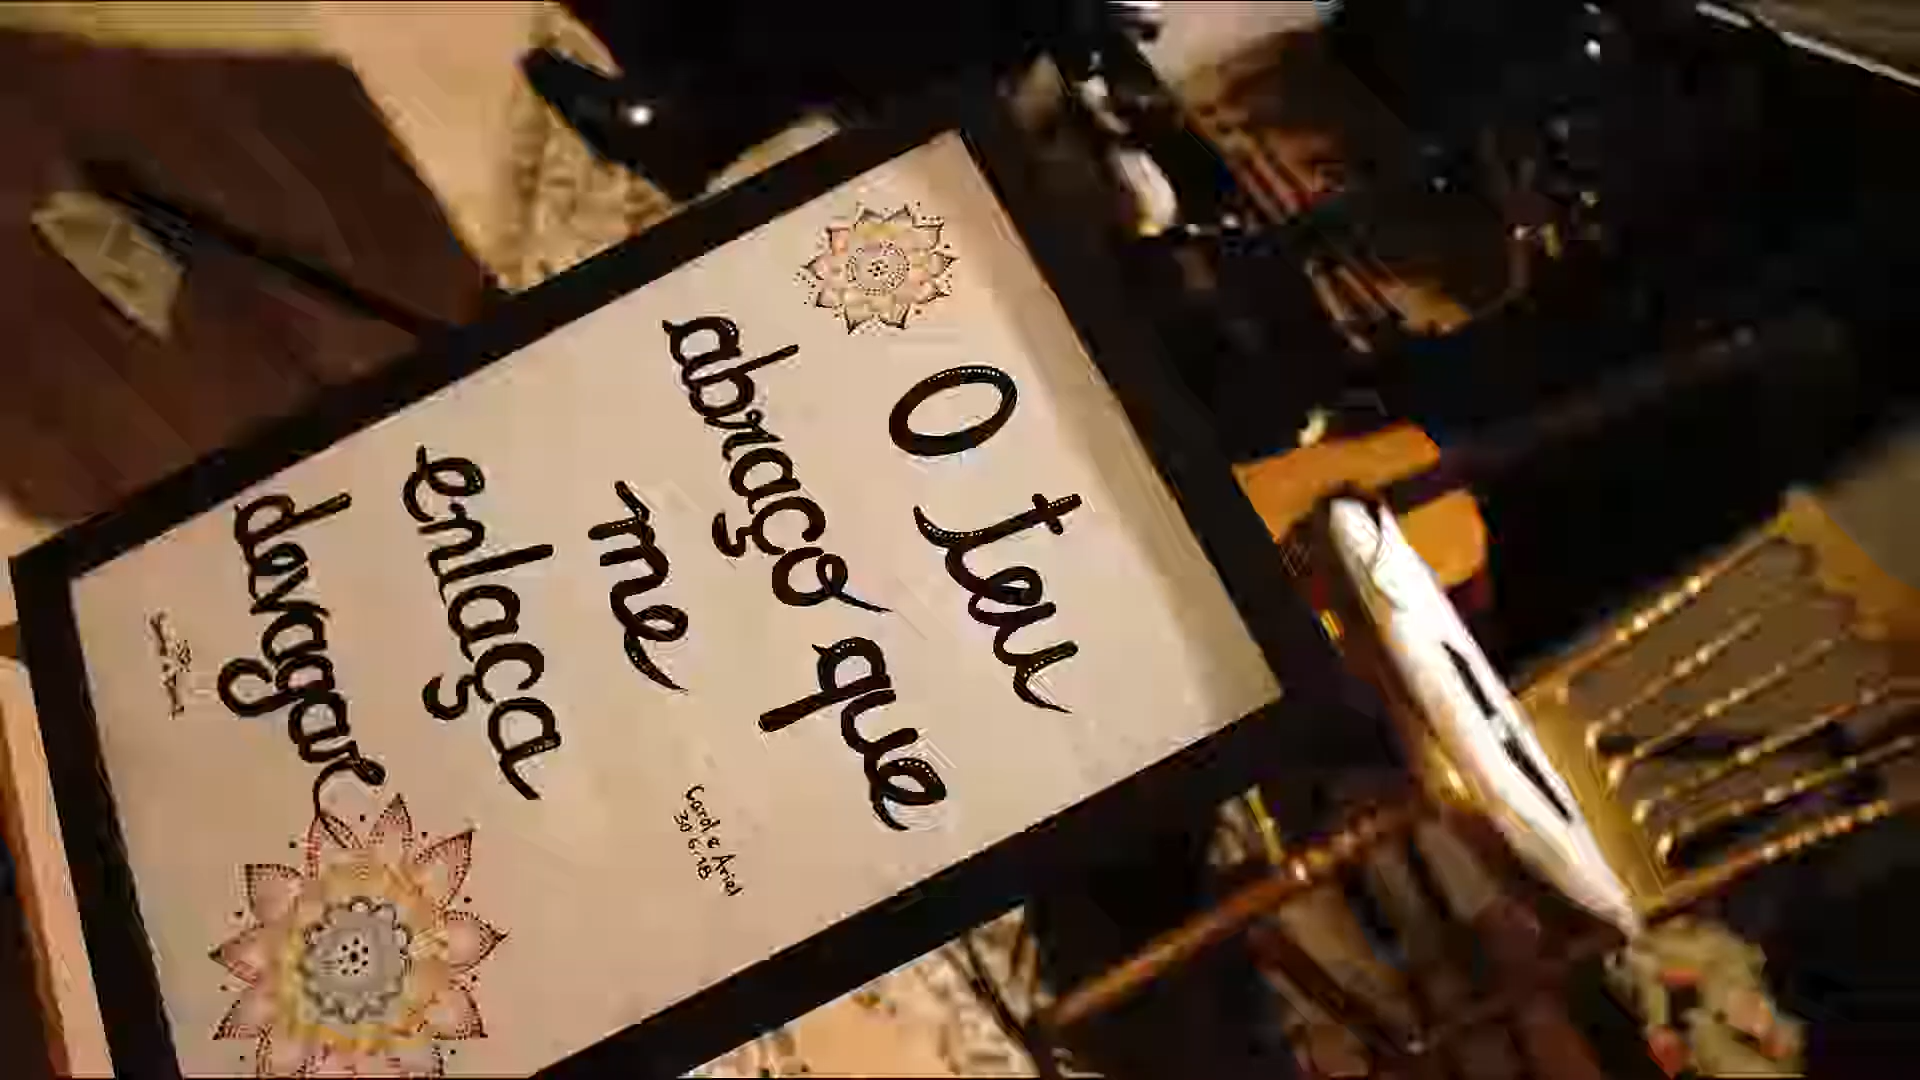 O teu
abraço que
me
enlaça
devagar
Carol e Ariel
30.6.18